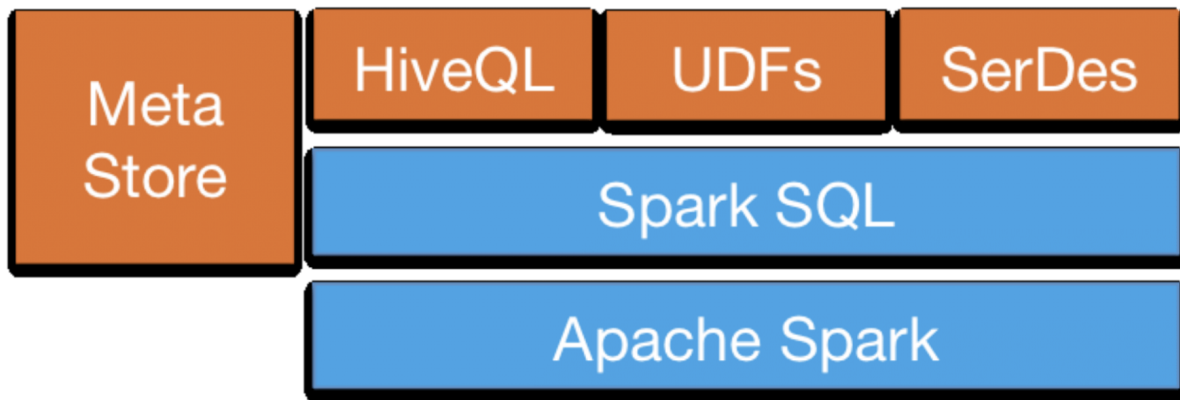 Meta
Store
HiveQL
UDFs
SerDes
Spark SQL
Apache Spark